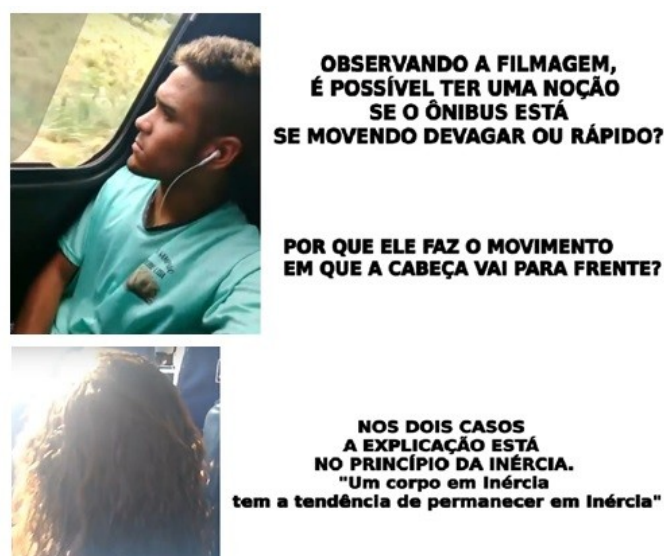 OBSERVANDO A FILMAGEM,
É POSSÍVEL TER UMA NOÇÃO
SE O ÔNIBUS ESTÁ
SE MOVENDO DEVAGAR OU RÁPIDO?
POR QUE ELE FAZ O MOVIMENTO
EM QUE A CABEÇA VAI PARA FRENTE?
NOS DOIS CASOS
A EXPLICAÇÃO ESTÁ
NO PRINCÍPIO DA INÉRCIA.
"Um corpo em Inércia
tem a tendência de permanecer em Inércia"